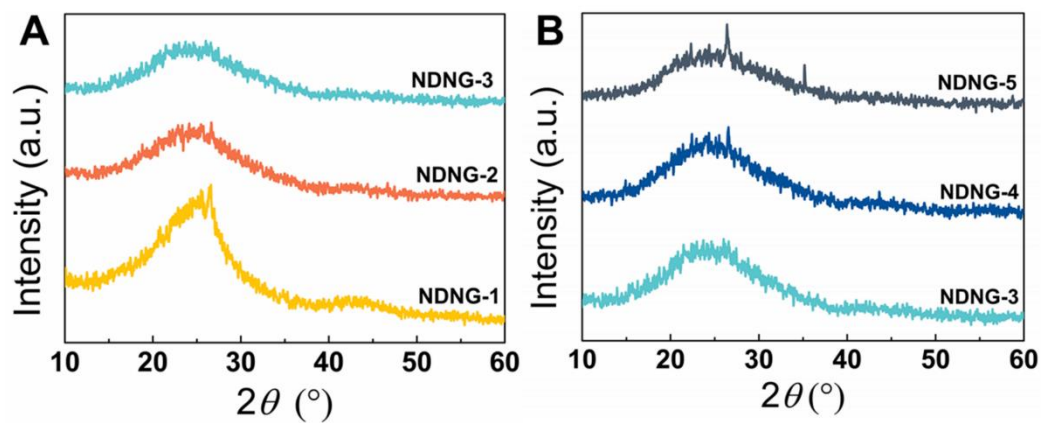 A
NDNG-3
NDNG-2
NDNG-1
Intensity (a.u.)
10 20 30 40 50 60
2θ (°)
B
NDNG-5
NDNG-4
NDNG-3
Intensity (a.u.)
10 20 30 40 50 60
2θ (°)